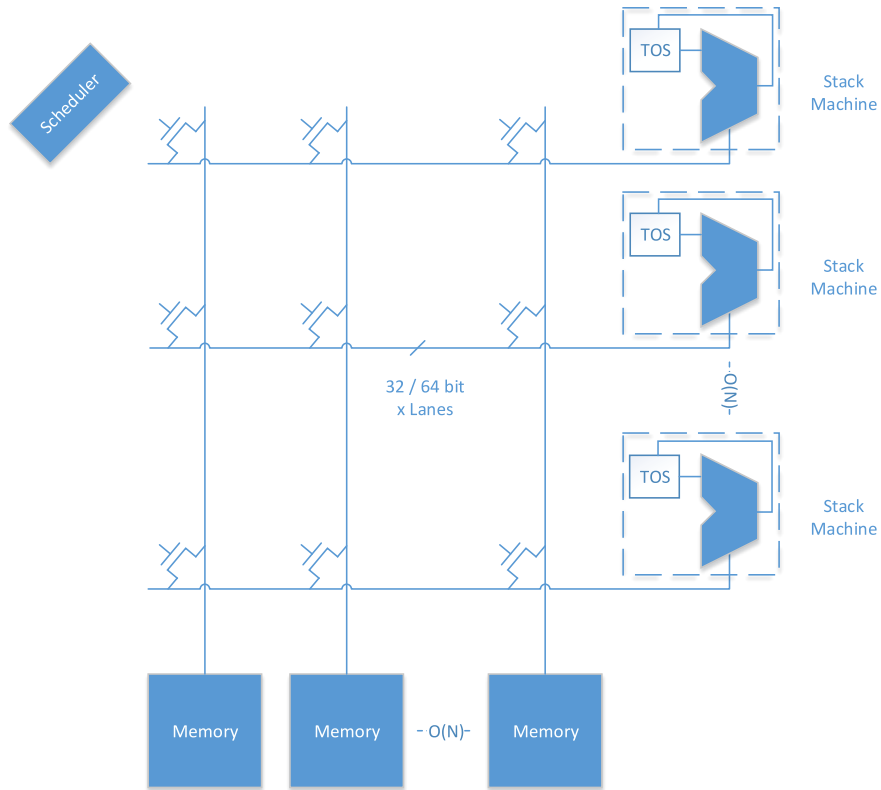 Scheduler
TOS
Stack
Machine
TOS
Stack
Machine
32 / 64 bit
x Lanes
-O(N)-
TOS
Stack
Machine
Memory
Memory
- O(N)-
Memory